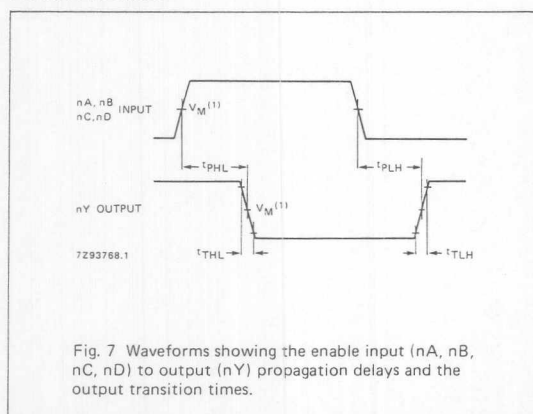 nA, nB INPUT
nC, nD
VM(1)
tPHL
tPLH
nY OUTPUT
VM(1)
7Z93768.1
tTHL
tTLH
Fig. 7 Waveforms showing the enable input (nA, nB,
nC, nD) to output (nY) propagation delays and the
output transition times.